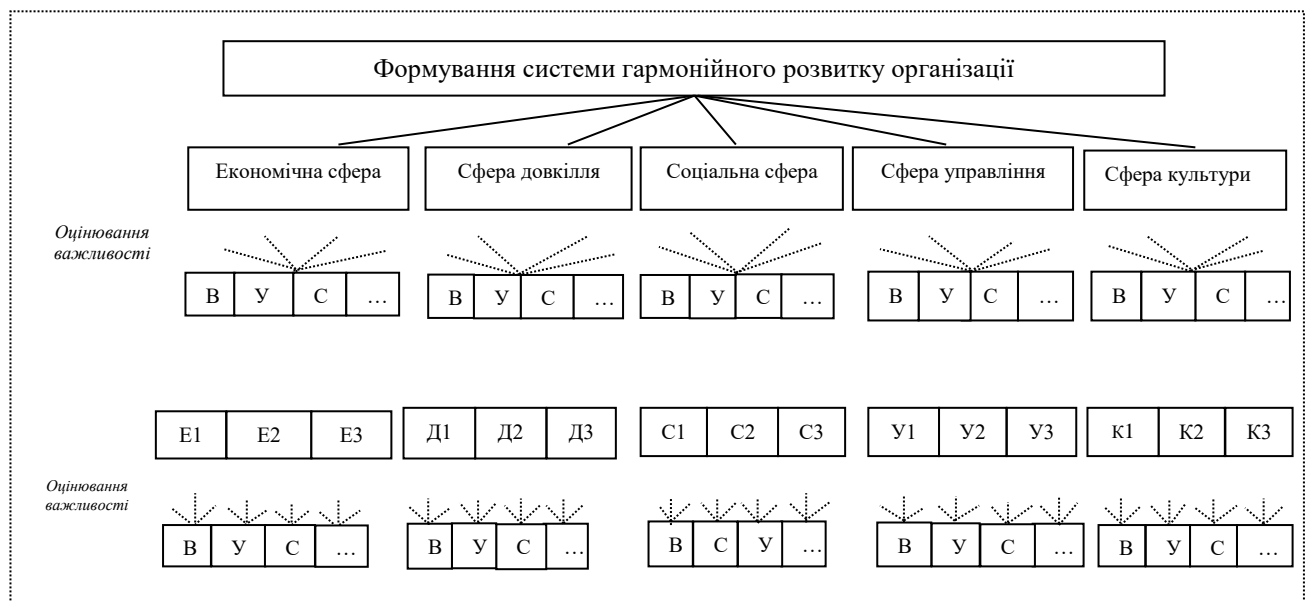 Формування системи гармонійного розвитку організації
Економічна сфера Сфера довкілля Соціальна сфера Сфера управління Сфера культури
Оцінювання
важливості
В У С … В У С … В У С … В У С … В У С …
Е1 Е2 Е3 Д1 Д2 Д3 С1 С2 С3 У1 У2 У3 К1 К2 К3
Оцінювання
важливості
В У С … В У С … В С У … В У С … В У С …